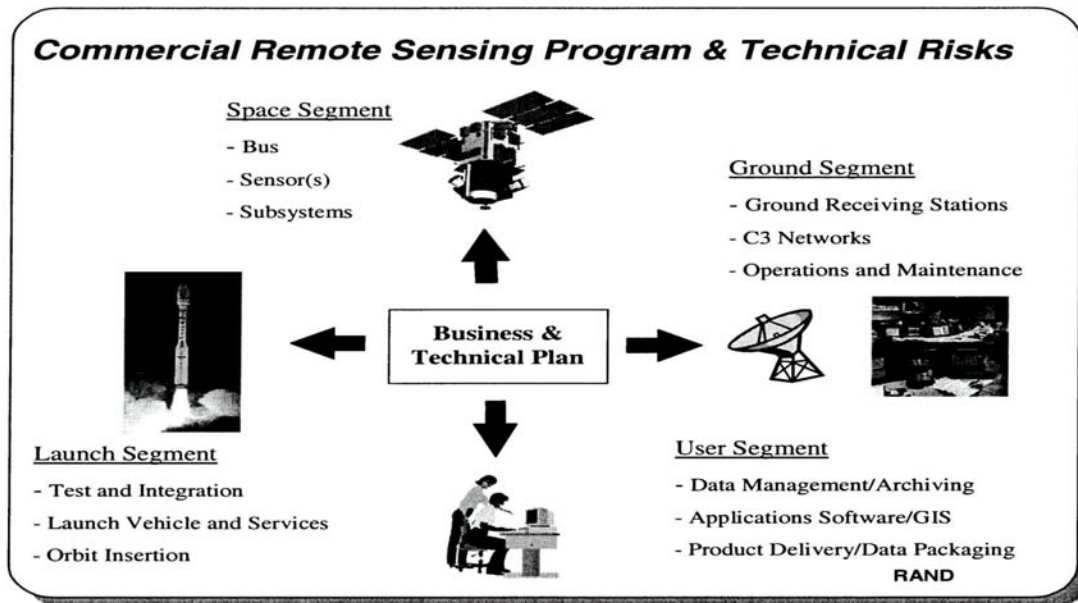 Commercial Remote Sensing Program & Technical Risks
Space Segment
- Bus
- Sensor(s)
- Subsystems
Ground Segment
- Ground Receiving Stations
- C3 Networks
- Operations and Maintenance
Business &
Technical Plan
Launch Segment
- Test and Integration
- Launch Vehicle and Services
- Orbit Insertion
User Segment
- Data Management/Archiving
- Applications Software/GIS
- Product Delivery/Data Packaging
RAND